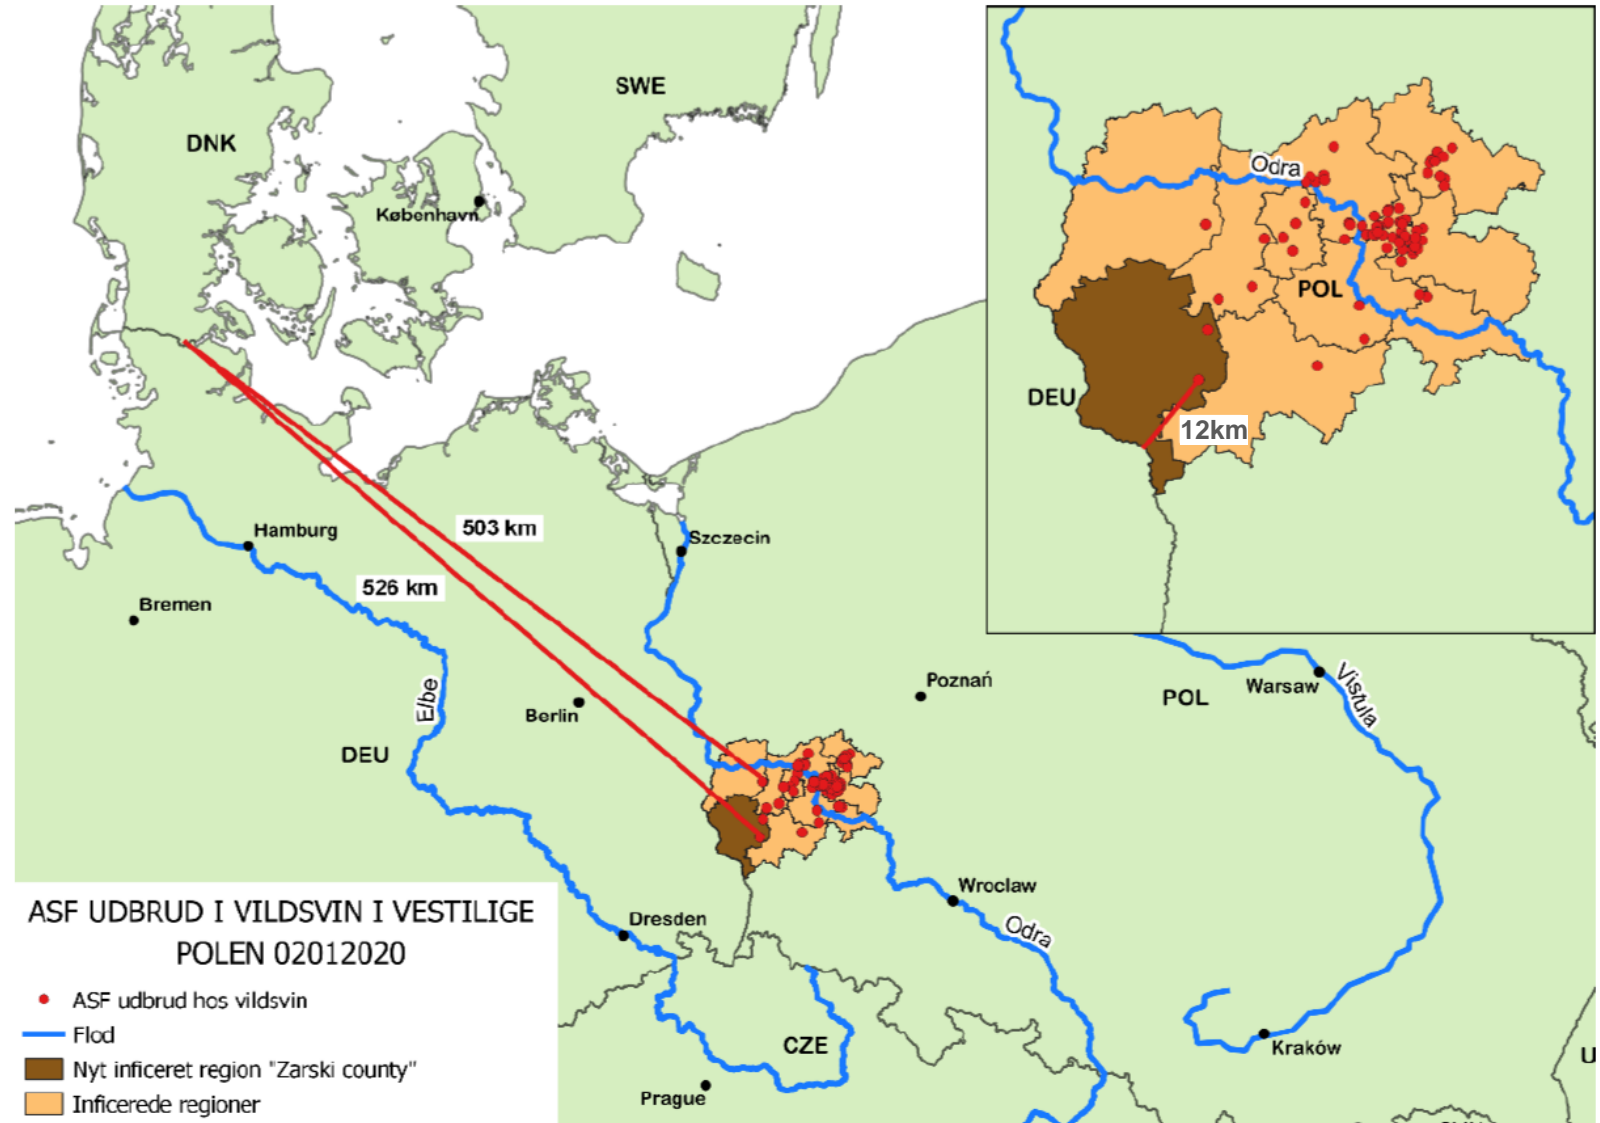 SWE
DNK
København
Odra
POL
DEU
12km
503 km
Szczecin
Hamburg
526 km
Bremen
Poznań
Warsaw
Vistula
POL
Elbe
Berlin
DEU
Wroclaw
Odra
Dresden
ASF UDBRUD I VILDSVIN I VESTILIGE
POLEN 02012020
ASF udbrud hos vildsvin
Flod
CZE
Kraków
Nyt inficeret region "Zarski county"
Prague
Inficerede regioner